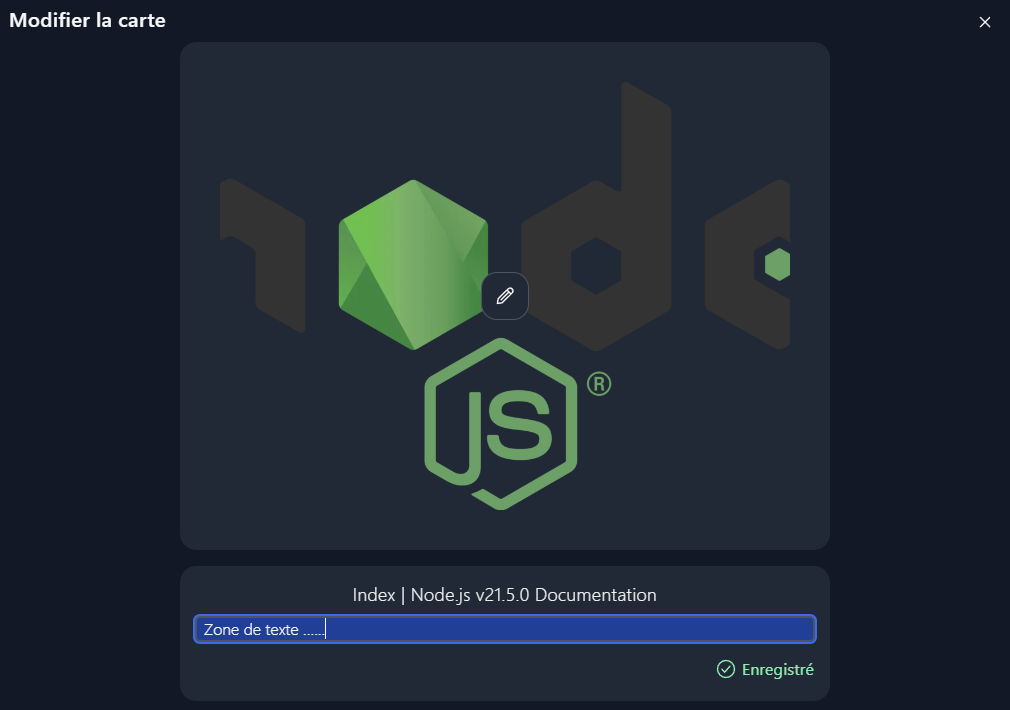 Modifier la carte
node
JS ®
Index | Node.js v21.5.0 Documentation
Zone de texte ......
Enregistré